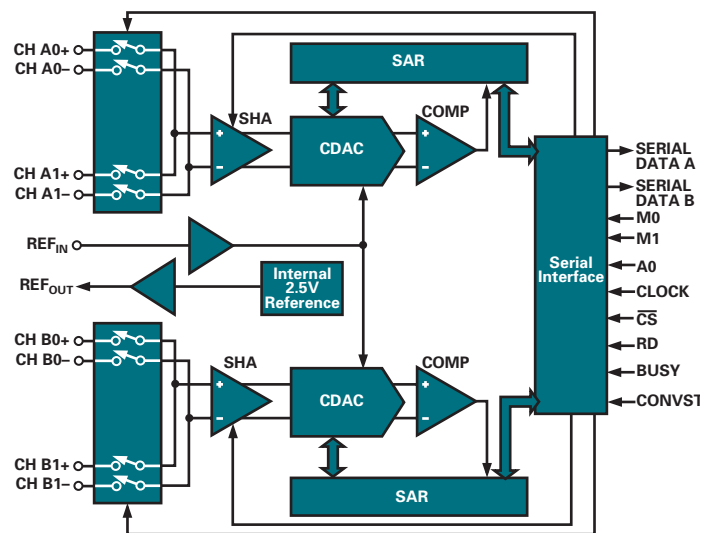 CH A0+
CH A0–
SAR
SHA
COMP
+
–
CDAC
+
–
SERIAL
DATA A
CH A1+
CH A1–
SERIAL
DATA B
M0
M1
REFIN
Serial
Interface
A0
REFOUT
Internal
2.5V
Reference
CLOCK
CS
RD
CH B0+
CH B0–
SHA
COMP
BUSY
+
–
CDAC
+
–
CONVST
CH B1+
CH B1–
SAR